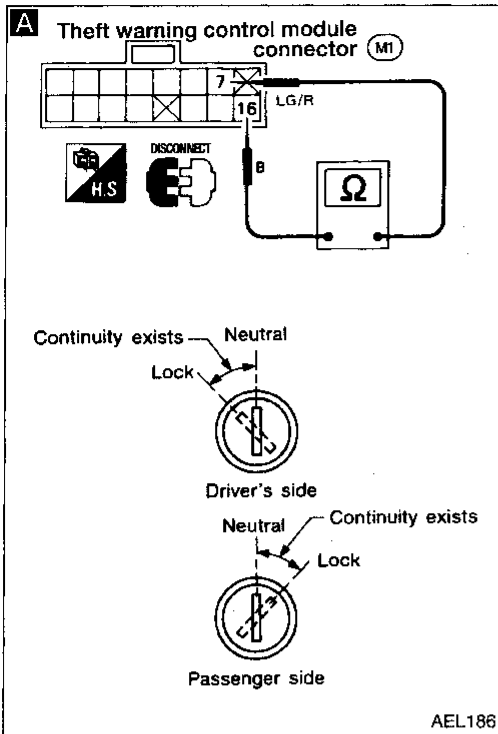 A
Theft warning control module
connector M1
7
LG/R
16
DISCONNECT
H.S
B
Ω
Continuity exists
Neutral
Lock
Driver's side
Neutral
Continuity exists
Lock
Passenger side
AEL186